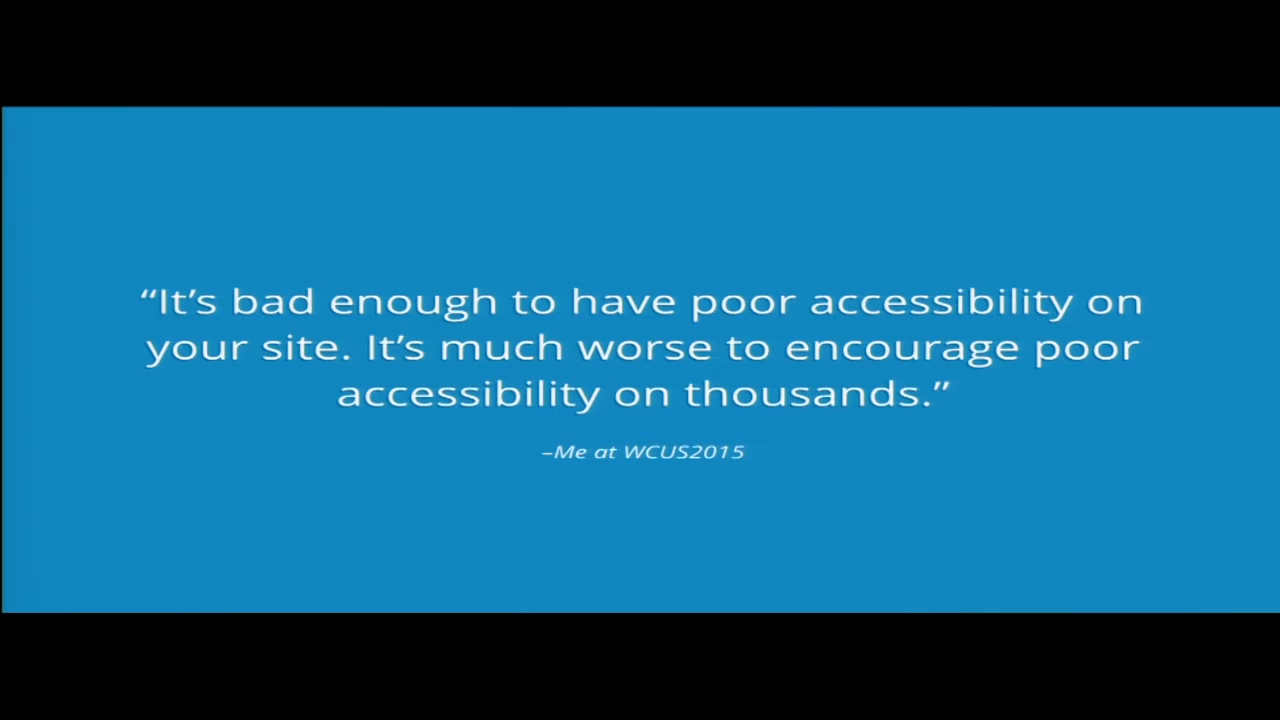 “It’s bad enough to have poor accessibility on
your site. It’s much worse to encourage poor
accessibility on thousands.”
–Me at WCUS2015